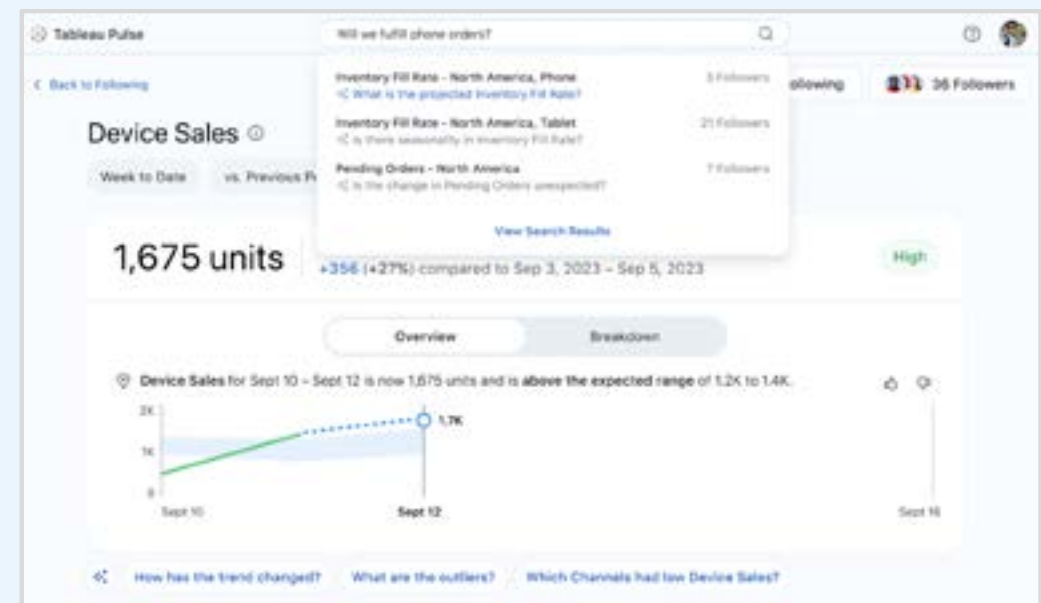 Tableau Pulse
Will we fulfill phone orders?
Back to Following
Inventory Fill Rate - North America, Phone
5 Followers
What is the projected Inventory Fill Rate?
ollowing
36 Followers
Inventory Fill Rate - North America, Tablet
21 Followers
Is there seasonality in Inventory Fill Rate?
Device Sales
Week to Date
vs. Previous P
Pending Orders - North America
7 Followers
Is the change in Pending Orders unexpected?
View Search Results
1,675 units
+356 (+27%) compared to Sep 3, 2023 – Sep 5, 2023
High
Overview
Breakdown
Device Sales for Sept 10 – Sept 12 is now 1,675 units and is above the expected range of 1.2K to 1.4K.
2K
1.7K
1K
0
Sept 10
Sept 12
Sept 16
How has the trend changed?
What are the outliers?
Which Channels had low Device Sales?